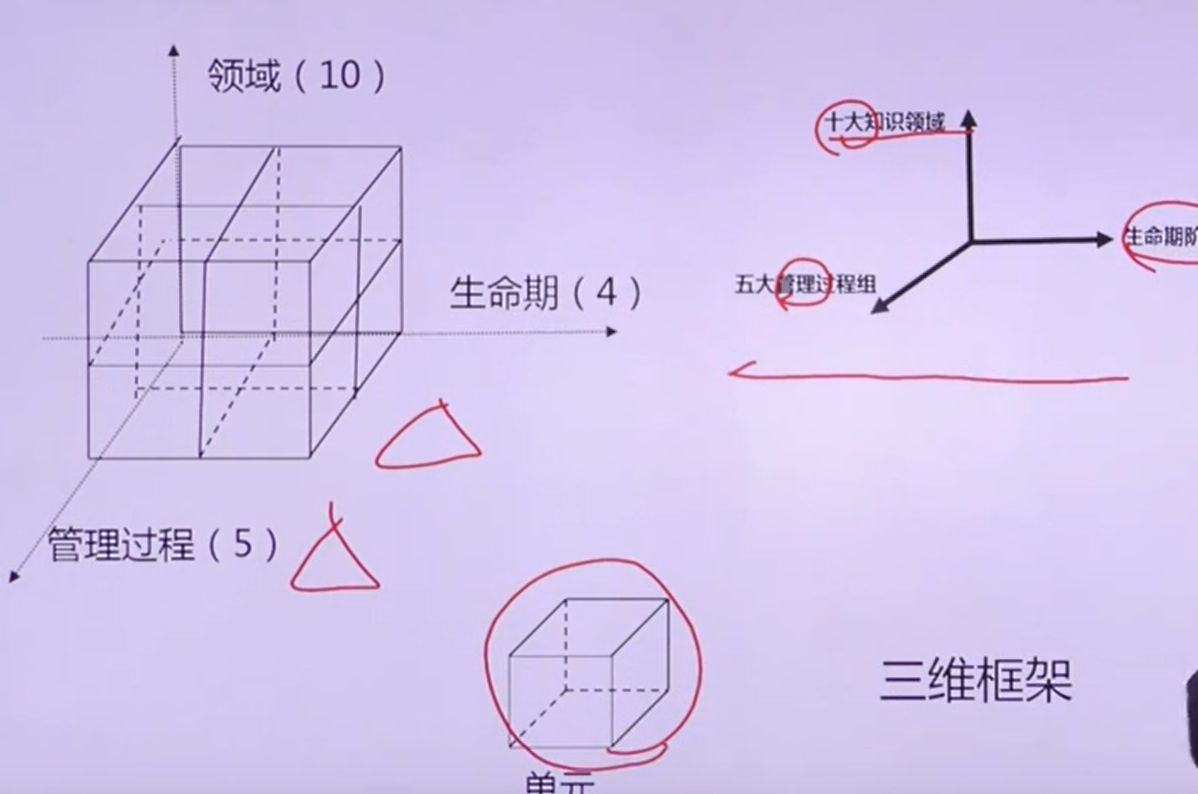 领域（10）
十大知识领域
生命期（4）
生命期阶
五大管理过程组
管理过程（5）
三维框架
单元